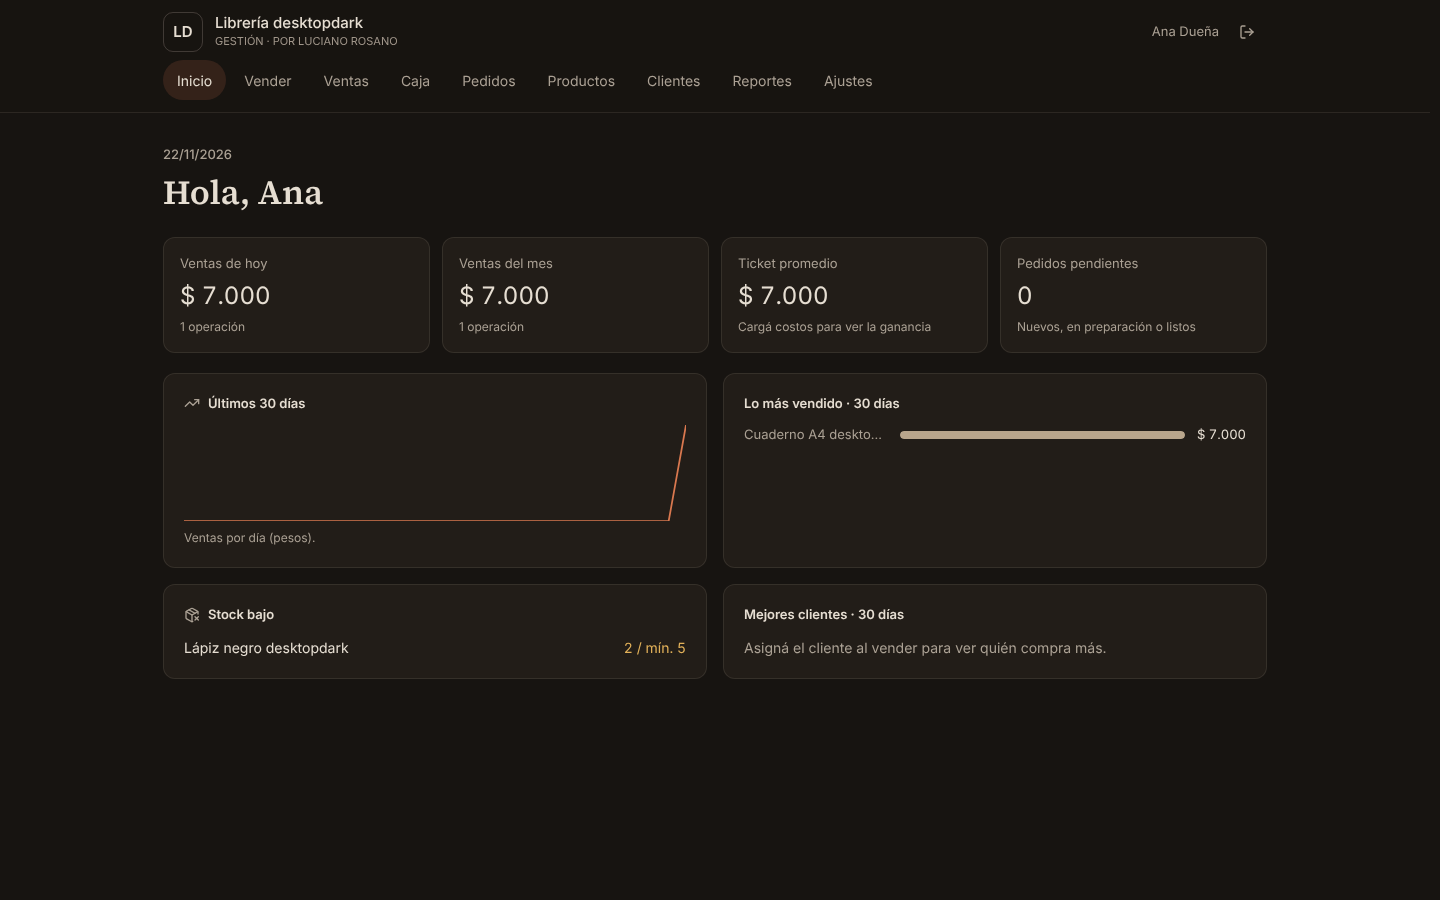 LD
Librería desktopdark
GESTIÓN · POR LUCIANO ROSANO
Ana Dueña
Inicio
Vender
Ventas
Caja
Pedidos
Productos
Clientes
Reportes
Ajustes
22/11/2026
Hola, Ana
Ventas de hoy
$ 7.000
1 operación
Ventas del mes
$ 7.000
1 operación
Ticket promedio
$ 7.000
Cargá costos para ver la ganancia
Pedidos pendientes
0
Nuevos, en preparación o listos
Últimos 30 días
Ventas por día (pesos).
Lo más vendido · 30 días
Cuaderno A4 deskto...
$ 7.000
Stock bajo
Lápiz negro desktopdark
2 / mín. 5
Mejores clientes · 30 días
Asigná el cliente al vender para ver quién compra más.